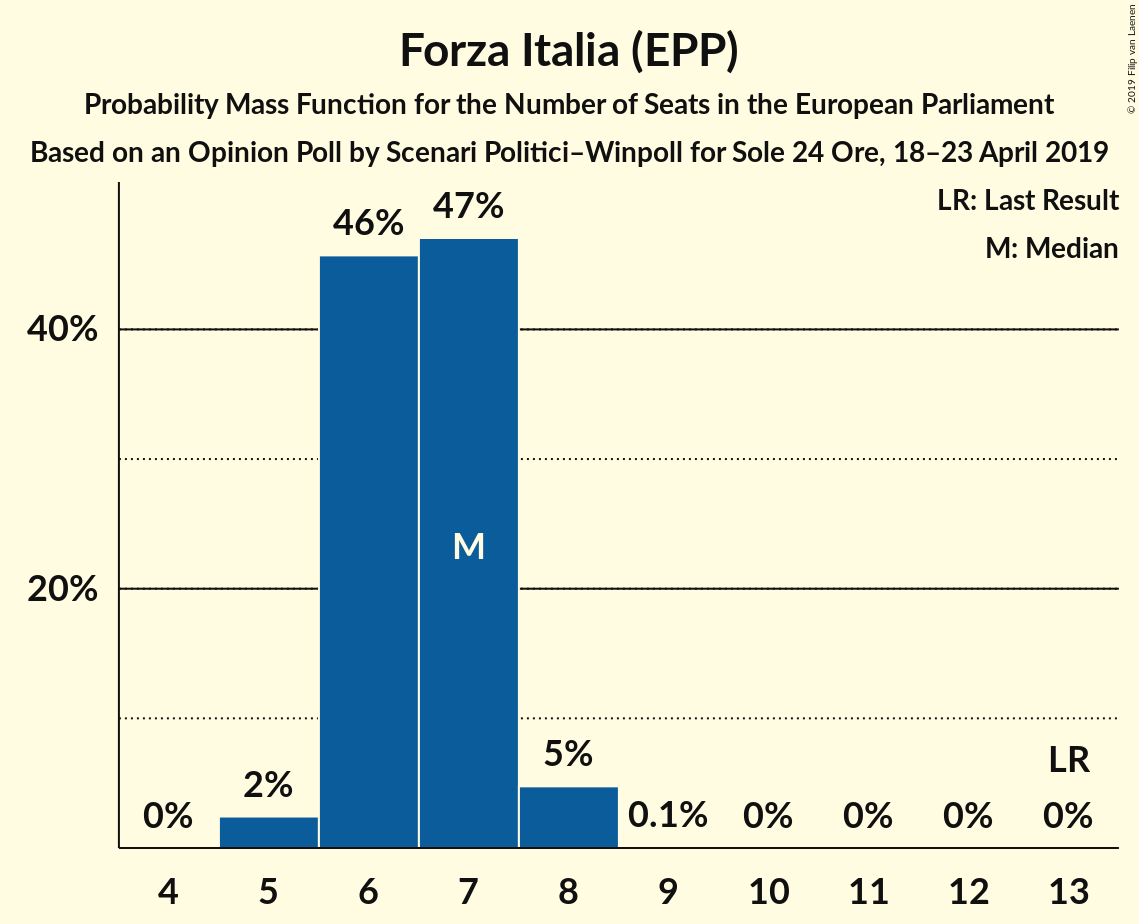 Forza Italia (EPP)
Probability Mass Function for the Number of Seats in the European Parliament
Based on an Opinion Poll by Scenari Politici–Winpoll for Sole 24 Ore, 18–23 April 2019
© 2019 Filip van Laenen
LR: Last Result
M: Median
46%
47%
40%
M
20%
LR
0%
2%
5%
0.1%
0%
0%
0%
0%
4 5 6 7 8 9 10 11 12 13